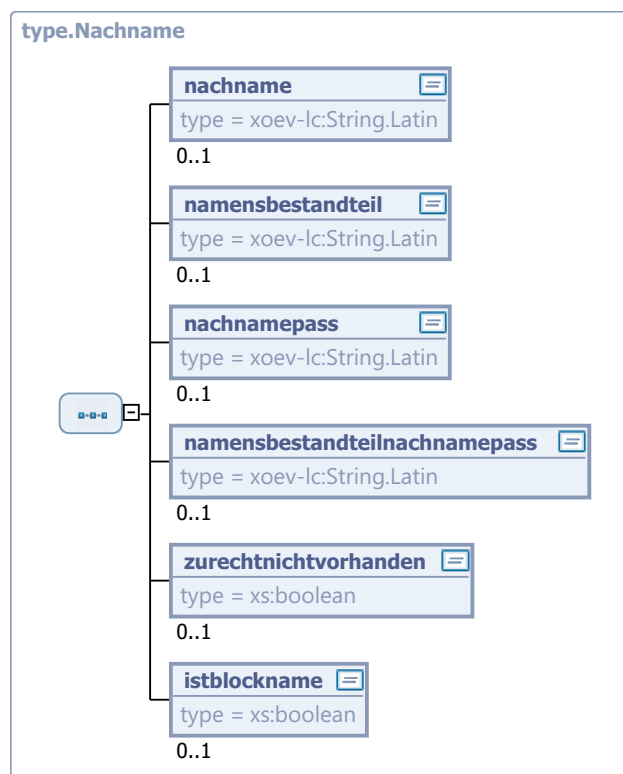 type.Nachname
nachname
type = xoev-lc:String.Latin
0..1
namensbestandteil
type = xoev-lc:String.Latin
0..1
nachnamepass
type = xoev-lc:String.Latin
0..1
namensbestandteilnachnamepass
type = xoev-lc:String.Latin
0..1
zurechtnichtvorhanden
type = xs:boolean
0..1
istblockname
type = xs:boolean
0..1